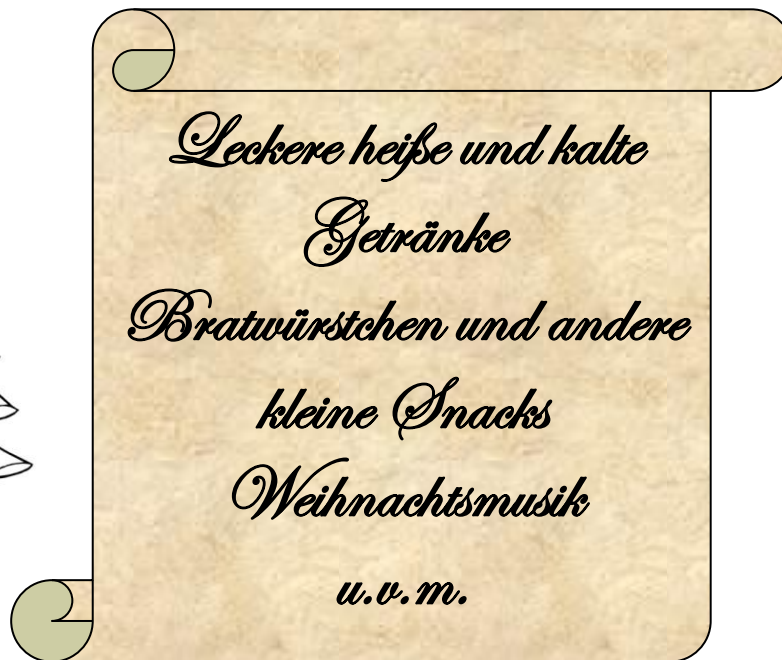 Leckere heiße und kalte
Getränke
Bratwürstchen und andere
kleine Snacks
Weihnachtsmusik
u.v.m.